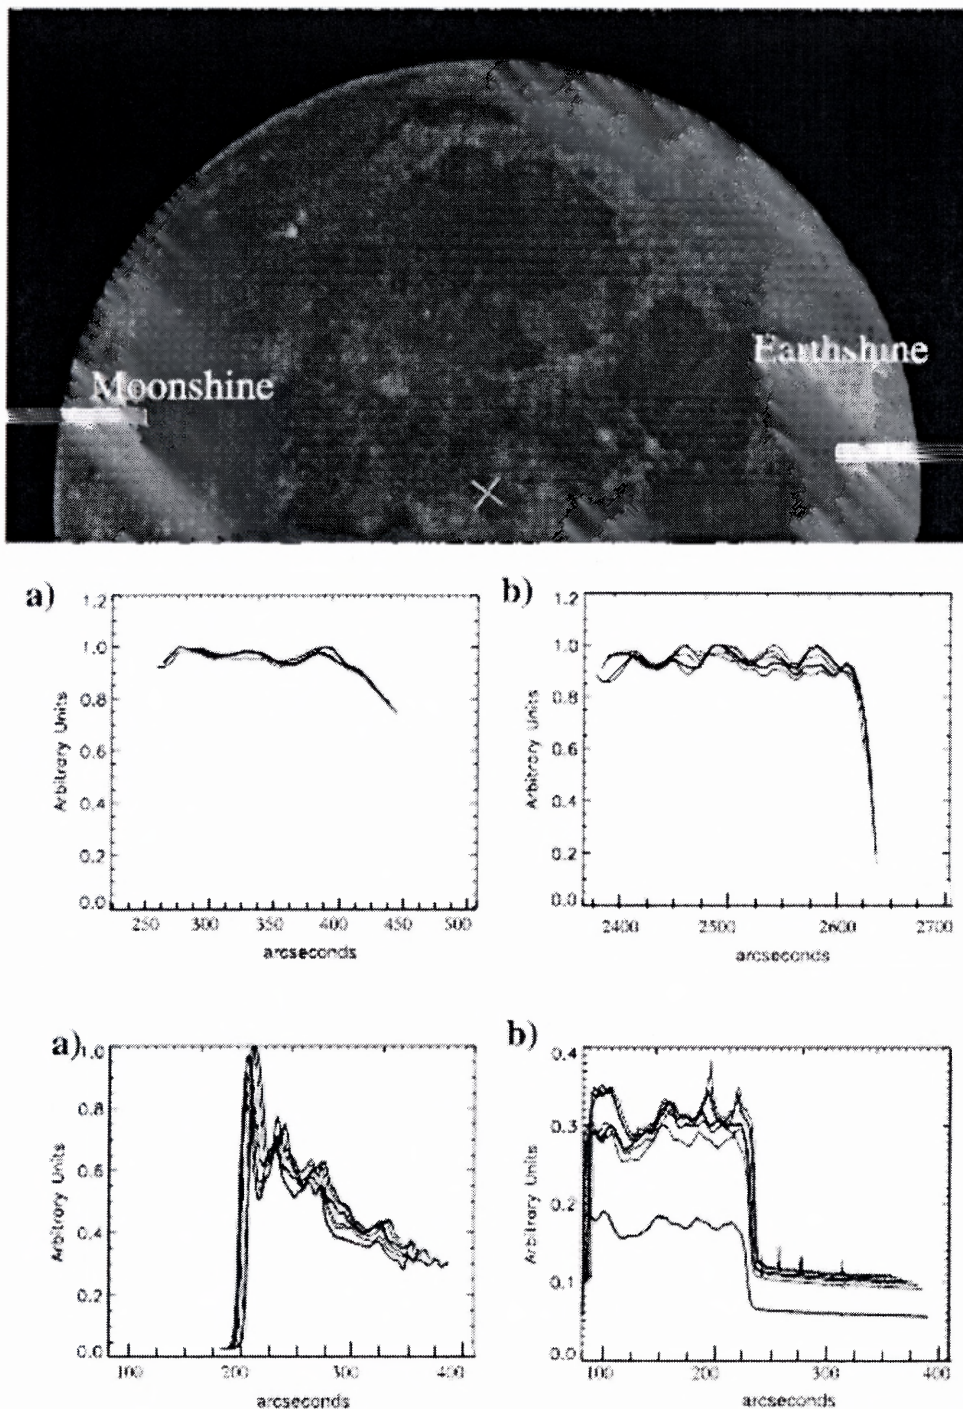 Earthshine
Moonshine
a)
1.2
1.0
0.8
0.6
0.4
0.2
0.0
Arbitrary Units
250 300 350 400 450 500
arcseconds
b)
1.2
1.0
0.8
0.6
0.4
0.2
0.0
Arbitrary Units
2400 2500 2600 2700
arcseconds
a)
1.0
0.8
0.6
0.4
0.2
0.0
Arbitrary Units
100 200 300 400
arcseconds
b)
0.4
0.3
0.2
0.1
0.0
Arbitrary Units
100 200 300 400
arcseconds